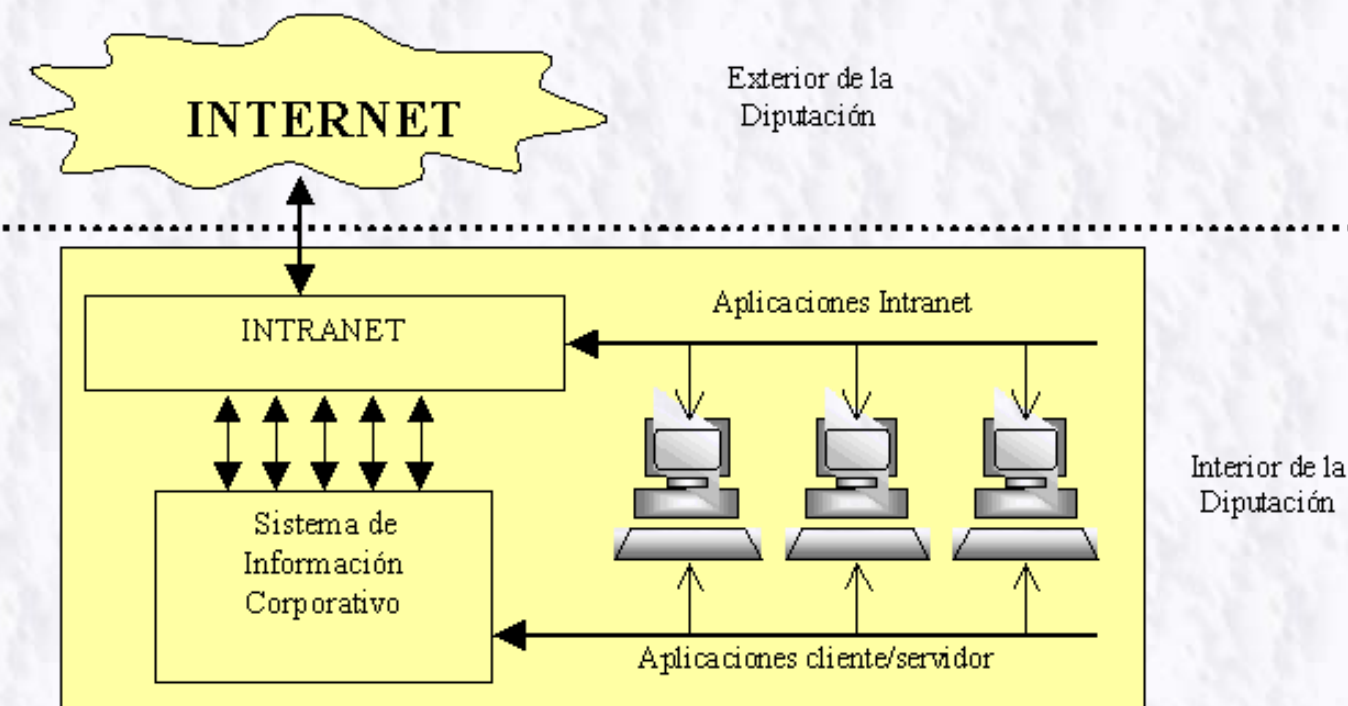 Exterior de la
Diputación
INTERNET
Aplicaciones Intranet
INTRANET
Interior de la
Diputación
Sistema de
Información
Corporativo
Aplicaciones cliente/servidor